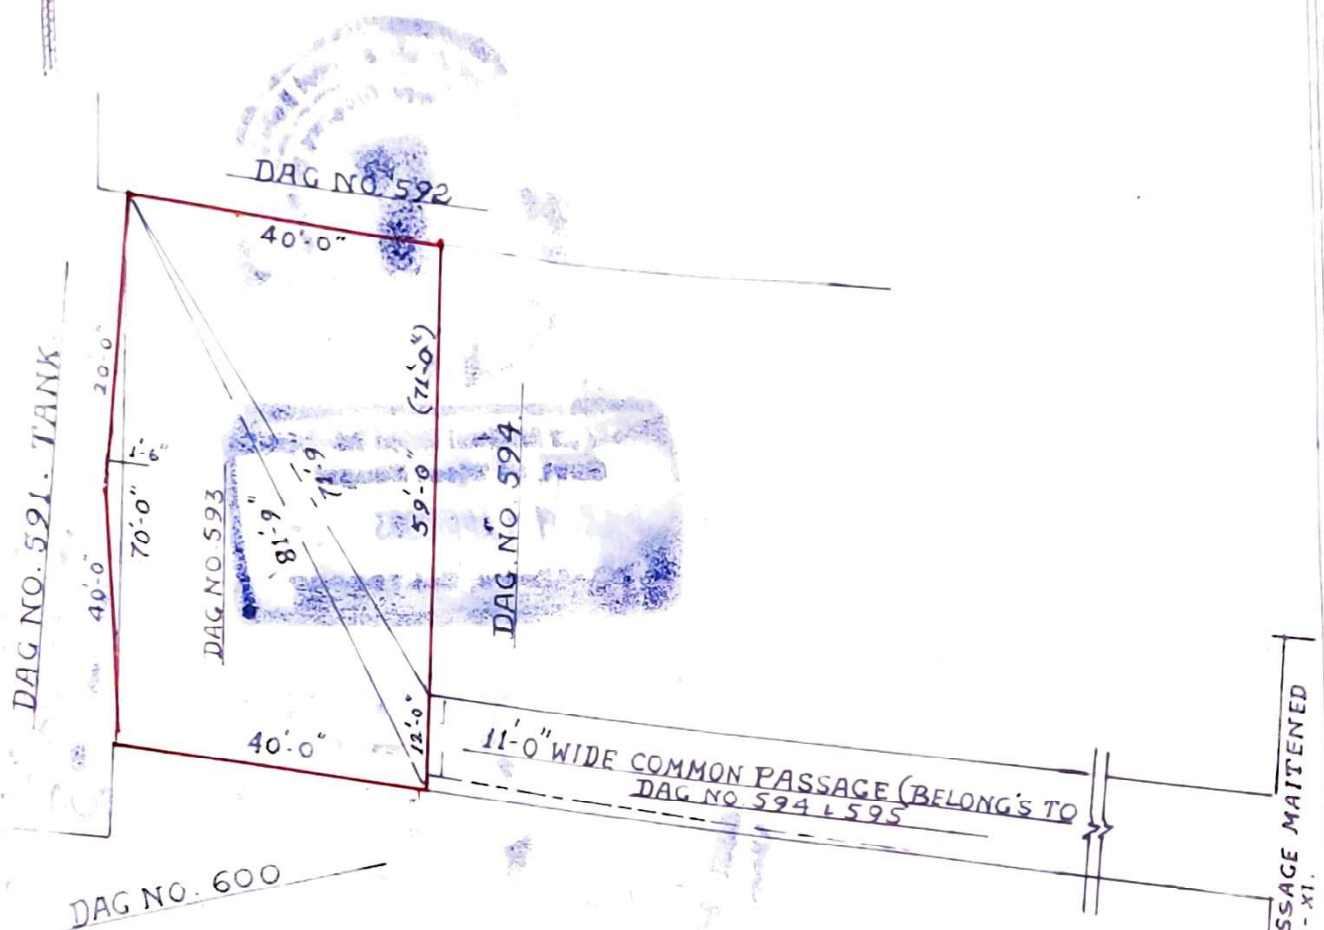 DAG NO. 592
40'-0"
DAG NO. 591. TANK
20'-0"
1'-6"
70'-0"
40'-0"
DAG NO. 593
81'-9"
71'-9
59'-0" (71'-0")
DAG. NO. 594.
12'-0"
40'-0"
11'-0" WIDE COMMON PASSAGE (BELONG'S TO
DAG NO. 594 & 595
DAG NO. 600
SSAGE MAITENED
- XI.